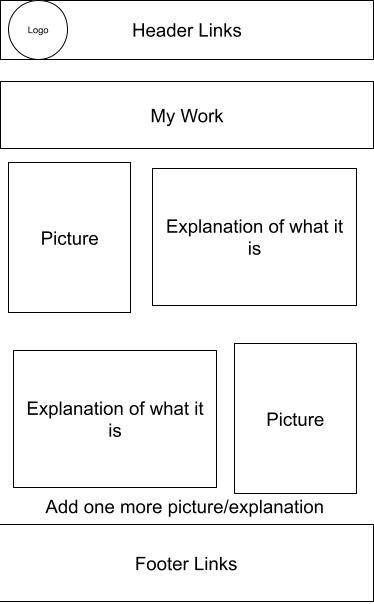 Logo
Header Links
My Work
Picture
Explanation of what it
is
Explanation of what it
is
Picture
Add one more picture/explanation
Footer Links